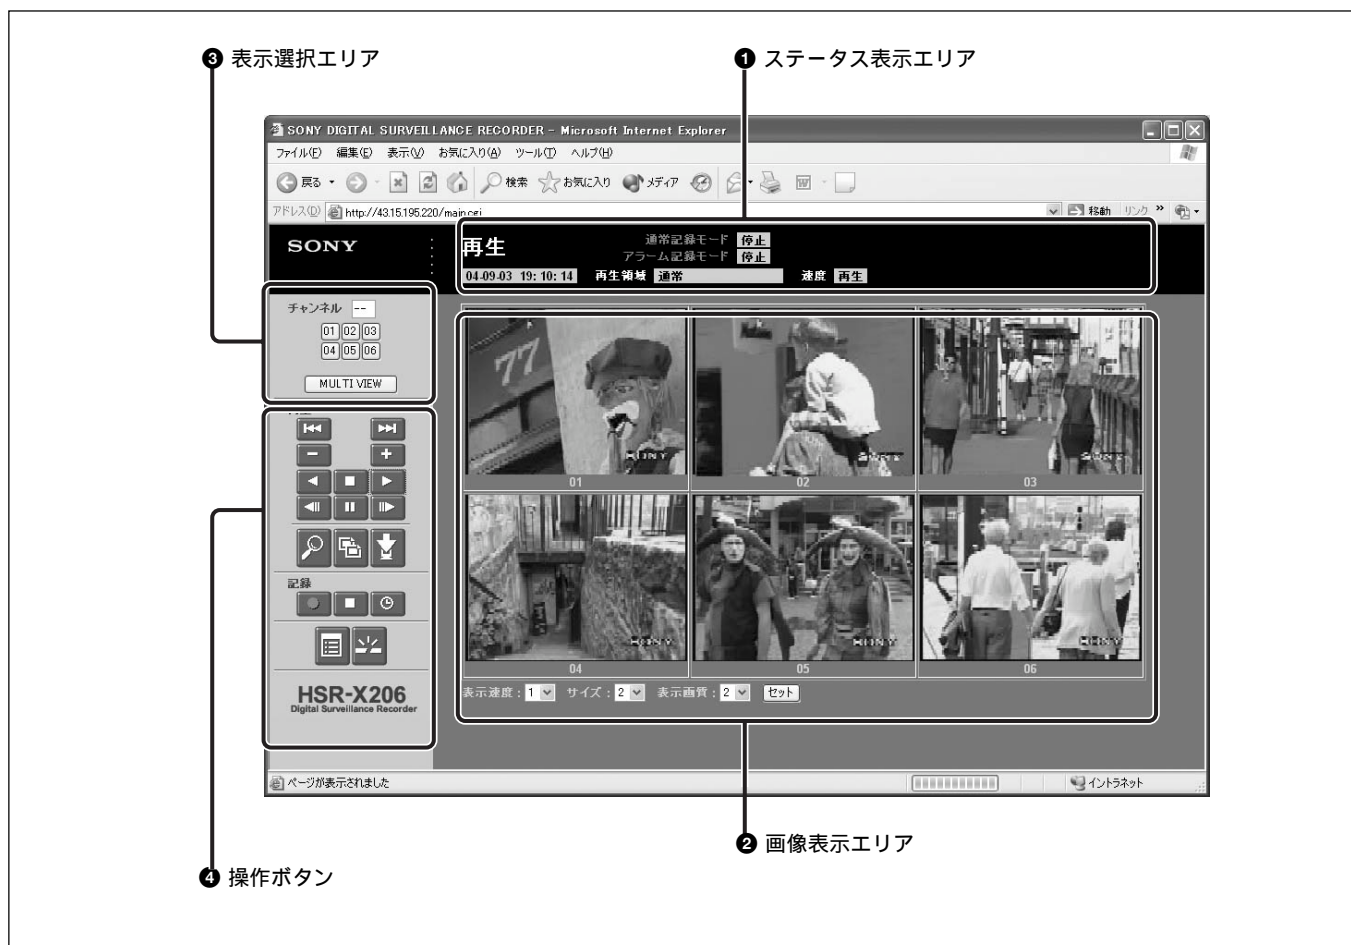 ❸ 表示選択エリア
❶ ステータス表示エリア
SONY DIGITAL SURVEILLANCE RECORDER - Microsoft Internet Explorer
ファイル(F) 編集(E) 表示(V) お気に入り(A) ツール(T) ヘルプ(H)
戻る 検索 お気に入り メディア
アドレス(D) http://43.15.195.220/main.cgi 移動 リンク »
SONY
再生
通常記録モード 停止
アラーム記録モード 停止
04-09-03 19:10:14 再生領域 通常 速度 再生
チャンネル --
01 02 03
04 05 06
MULTI VIEW
77
SONY
SONY
SONY
01 02 03
SONY
SONY
SONY
04 05 06
記録
HSR-X206
Digital Surveillance Recorder
表示速度:1 サイズ:2 表示画質:2 セット
ページが表示されました
イントラネット
❷ 画像表示エリア
❹ 操作ボタン